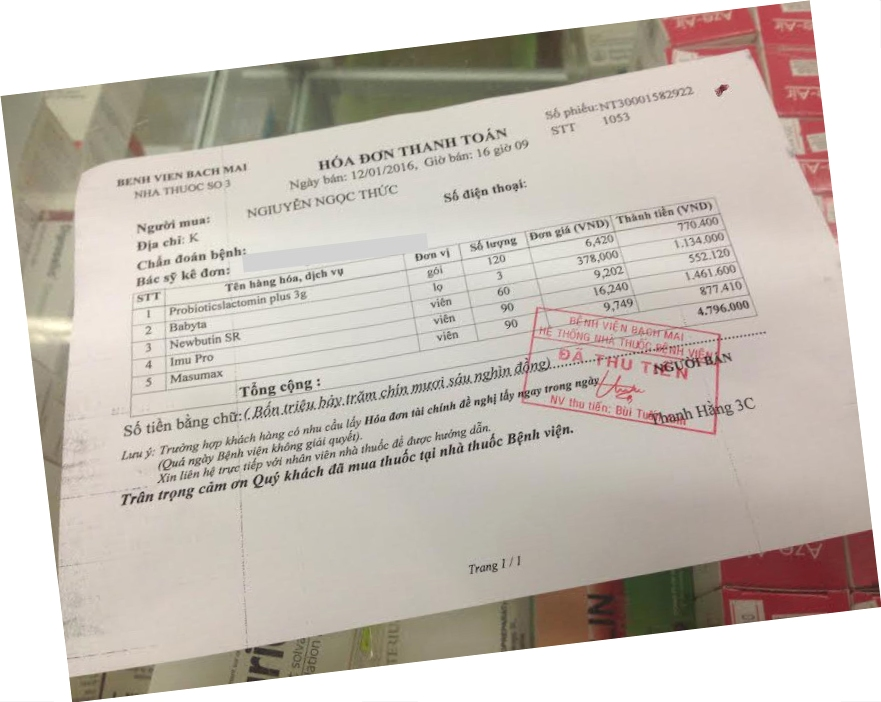 BỆNH VIỆN BẠCH MAI
NHÀ THUỐC SỐ 3
HÓA ĐƠN THANH TOÁN
Ngày bán: 12/01/2016, Giờ bán: 16 giờ 09
Số phiếu:NT30001582922
STT 1053
Người mua: NGIUYỄN NGỌC THỨC
Số điện thoại:
Địa chỉ: K
Chẩn đoán bệnh:
Bác sỹ kê đơn:
STT Tên hàng hóa, dịch vụ Đơn vị Số lượng Đơn giá (VND) Thành tiền (VND)
1 Probioticslactomin plus 3g gói 120 6,420 770.400
2 Babyta lọ 3 378,000 1.134.000
3 Newbutin SR viên 60 9,202 552.120
4 Imu Pro viên 90 16,240 1.461.600
5 Masumax viên 90 9,749 877.410
Tổng cộng : 4.796.000
Số tiền bằng chữ:( Bốn triệu bảy trăm chín mươi sáu nghìn đồng)
Lưu ý: Trường hợp khách hàng có nhu cầu lấy Hóa đơn tài chính đề nghị lấy ngay trong ngày
(Quá ngày Bệnh viện không giải quyết).
Xin liên hệ trực tiếp với nhân viên nhà thuốc để được hướng dẫn.
Trân trọng cảm ơn Quý khách đã mua thuốc tại nhà thuốc Bệnh viện.
BỆNH VIỆN BẠCH MAI
HỆ THỐNG NHÀ THUỐC BỆNH VIỆN
ĐÃ THU TIỀN
NV thu tiền: Bùi
NGƯỜI BÁN
Thanh Hằng 3C
Trang 1 / 1